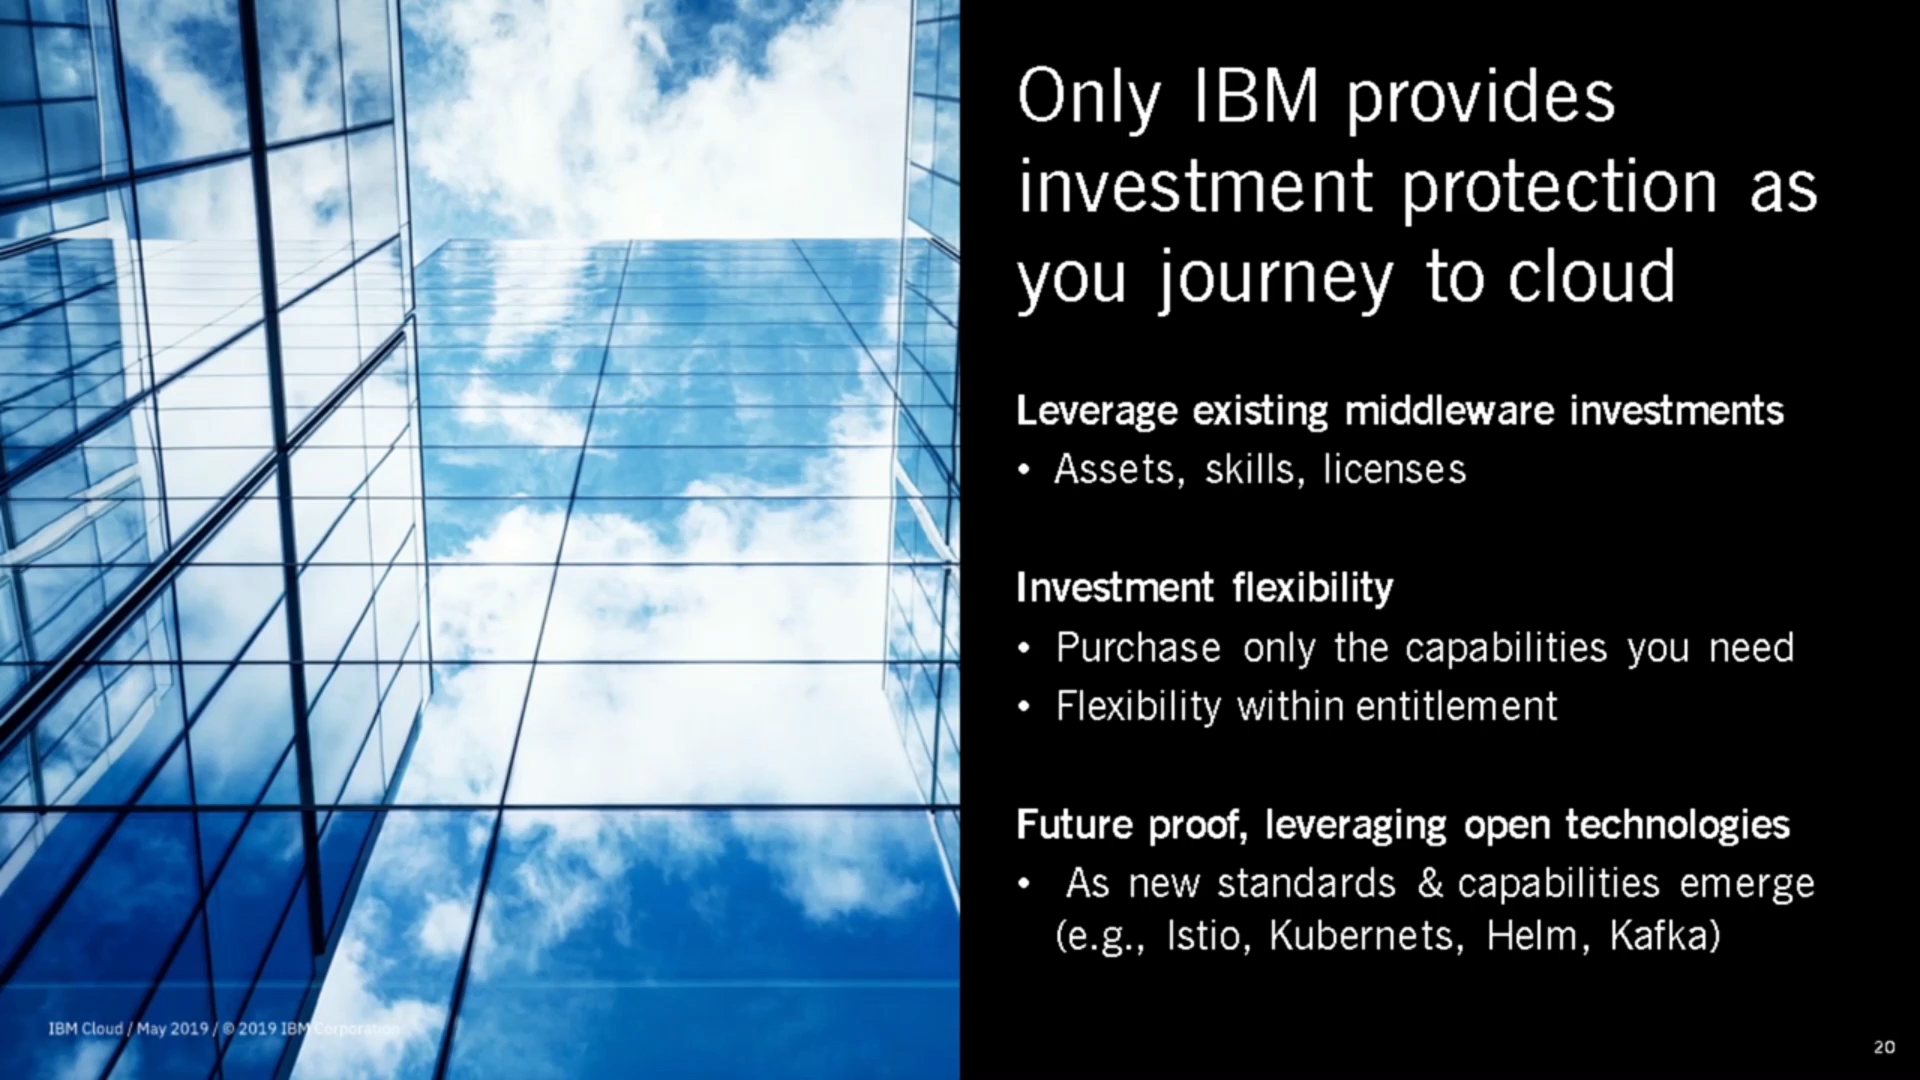 Only IBM provides
investment protection as
you journey to cloud
Leverage existing middleware investments
• Assets, skills, licenses
Investment flexibility
• Purchase only the capabilities you need
• Flexibility within entitlement
Future proof, leveraging open technologies
• As new standards & capabilities emerge
(e.g., Istio, Kubernets, Helm, Kafka)
IBM Cloud / May 2019 / © 2019 IBM Corporation
20